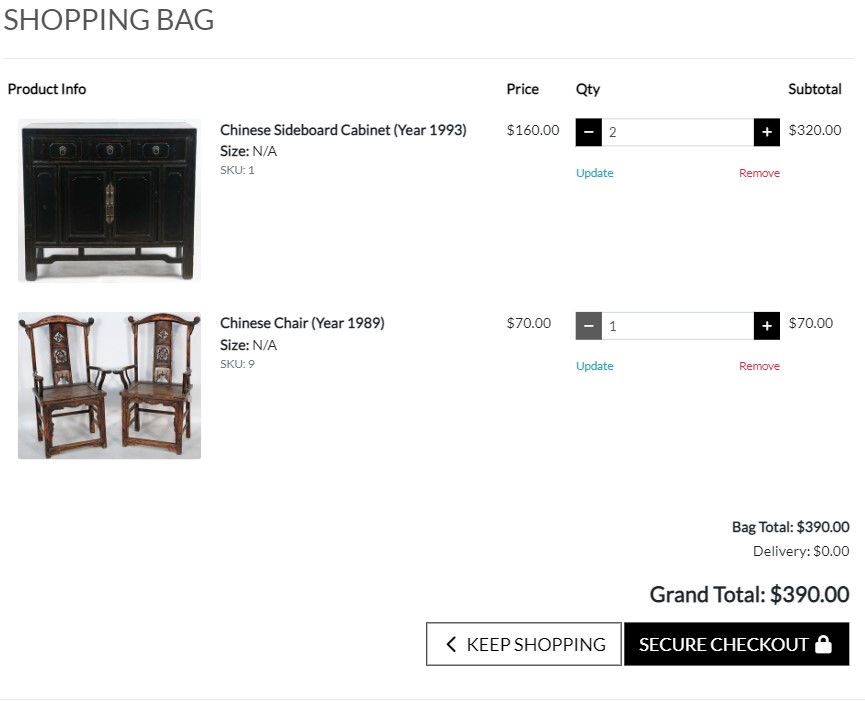 SHOPPING BAG
Product Info Price Qty Subtotal
Chinese Sideboard Cabinet (Year 1993) $160.00 2 $320.00
Size: N/A
SKU: 1 Update Remove
Chinese Chair (Year 1989) $70.00 1 $70.00
Size: N/A
SKU: 9 Update Remove
Bag Total: $390.00
Delivery: $0.00
Grand Total: $390.00
KEEP SHOPPING SECURE CHECKOUT